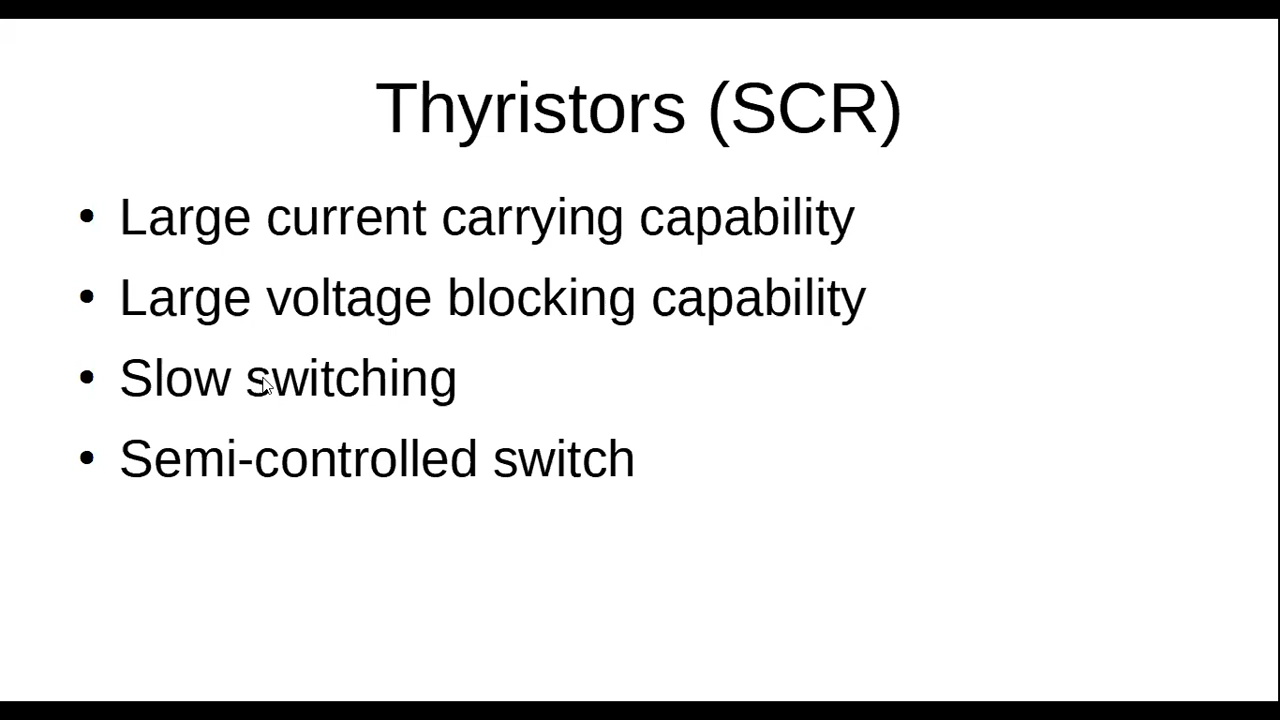 Thyristors (SCR)
• Large current carrying capability
• Large voltage blocking capability
• Slow switching
• Semi-controlled switch